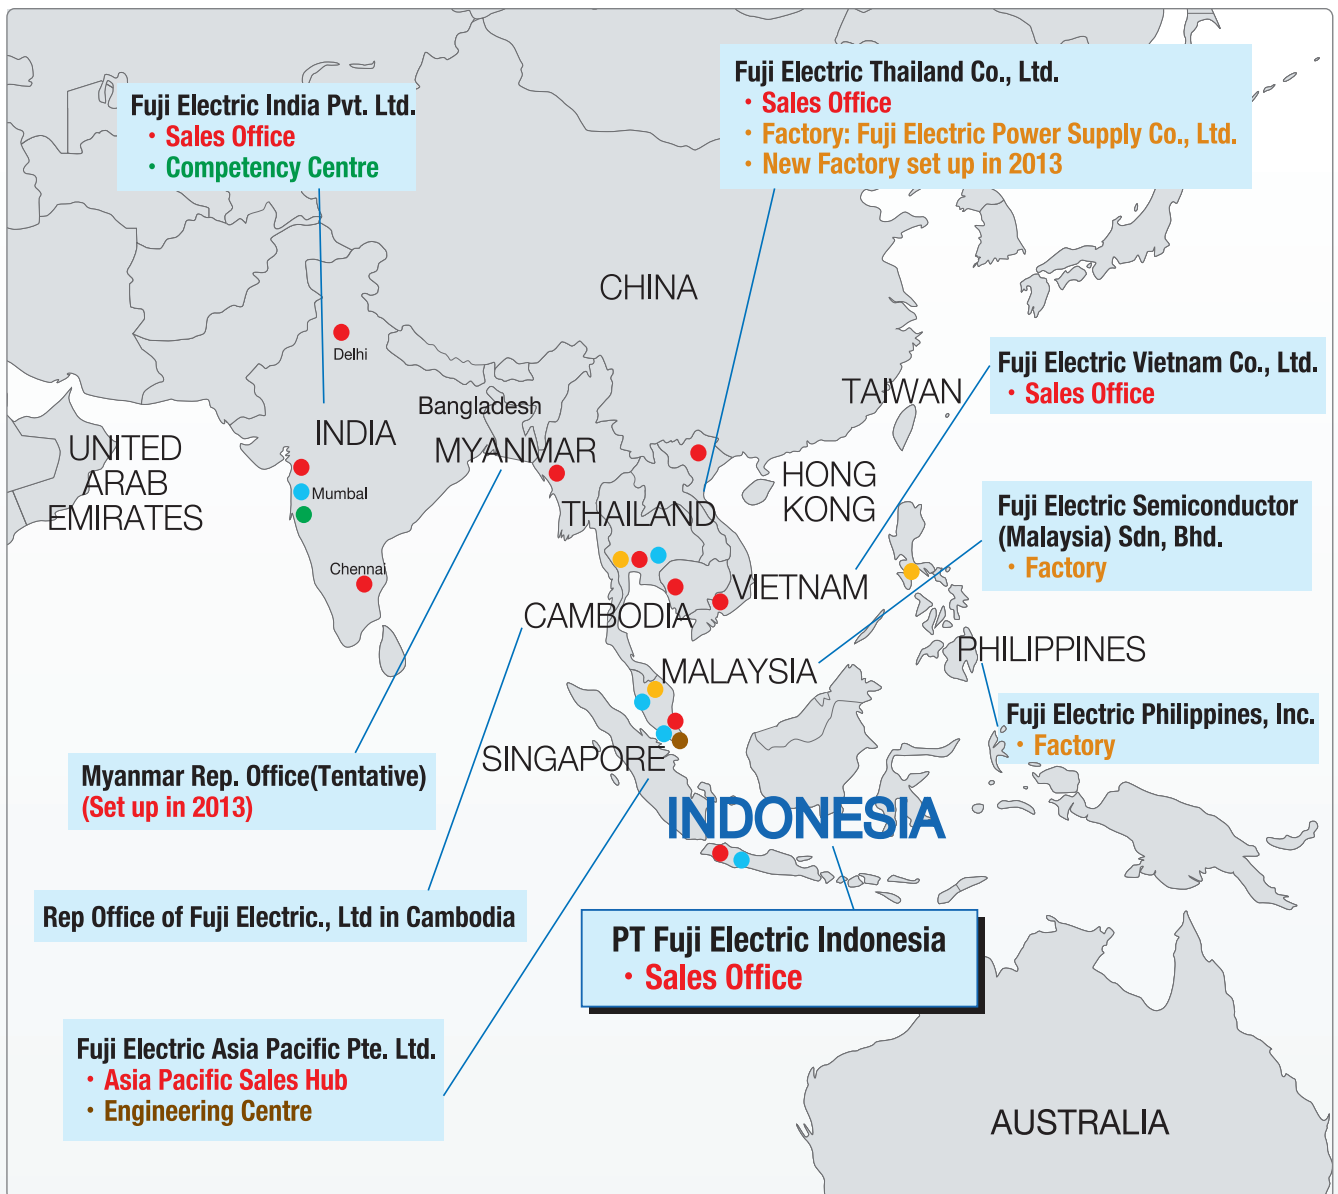 Fuji Electric India Pvt. Ltd.
・Sales Office
・Competency Centre
Fuji Electric Thailand Co., Ltd.
・Sales Office
・Factory: Fuji Electric Power Supply Co., Ltd.
・New Factory set up in 2013
CHINA
Delhi
Fuji Electric Vietnam Co., Ltd.
・Sales Office
TAIWAN
Bangladesh
INDIA
MYANMAR
UNITED
ARAB
EMIRATES
HONG
KONG
Mumbal
THAILAND
Fuji Electric Semiconductor
(Malaysia) Sdn, Bhd.
・Factory
Chennai
VIETNAM
CAMBODIA
PHILIPPINES
MALAYSIA
Fuji Electric Philippines, Inc.
・Factory
SINGAPORE
Myanmar Rep. Office(Tentative)
(Set up in 2013)
INDONESIA
Rep Office of Fuji Electric., Ltd in Cambodia
PT Fuji Electric Indonesia
・Sales Office
Fuji Electric Asia Pacific Pte. Ltd.
・Asia Pacific Sales Hub
・Engineering Centre
AUSTRALIA